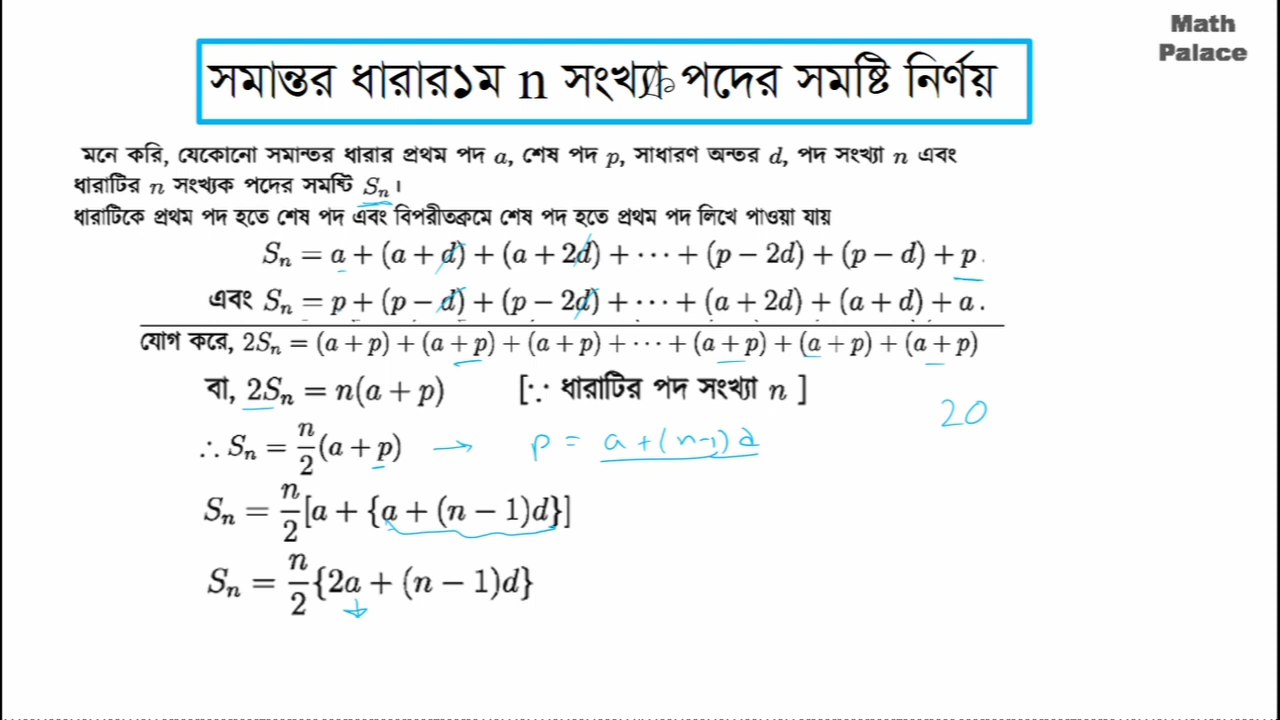 Math
Palace
সমান্তর ধারার১ম n সংখ্যক পদের সমষ্টি নির্ণয়
মনে করি, যেকোনো সমান্তর ধারার প্রথম পদ a, শেষ পদ p, সাধারণ অন্তর d, পদ সংখ্যা n এবং
ধারাটির n সংখ্যক পদের সমষ্টি Sₙ।
ধারাটিকে প্রথম পদ হতে শেষ পদ এবং বিপরীতক্রমে শেষ পদ হতে প্রথম পদ লিখে পাওয়া যায়
Sₙ = a + (a + d) + (a + 2d) + ⋯ + (p − 2d) + (p − d) + p.
এবং Sₙ = p + (p − d) + (p − 2d) + ⋯ + (a + 2d) + (a + d) + a.
যোগ করে, 2Sₙ = (a + p) + (a + p) + (a + p) + ⋯ + (a + p) + (a + p) + (a + p)
বা, 2Sₙ = n(a + p) [∵ ধারাটির পদ সংখ্যা n ]
20
∴ Sₙ = n/2 (a + p) → p = a + (n-1) d
Sₙ = n/2 [a + {a + (n − 1)d}]
Sₙ = n/2 {2a + (n − 1)d}